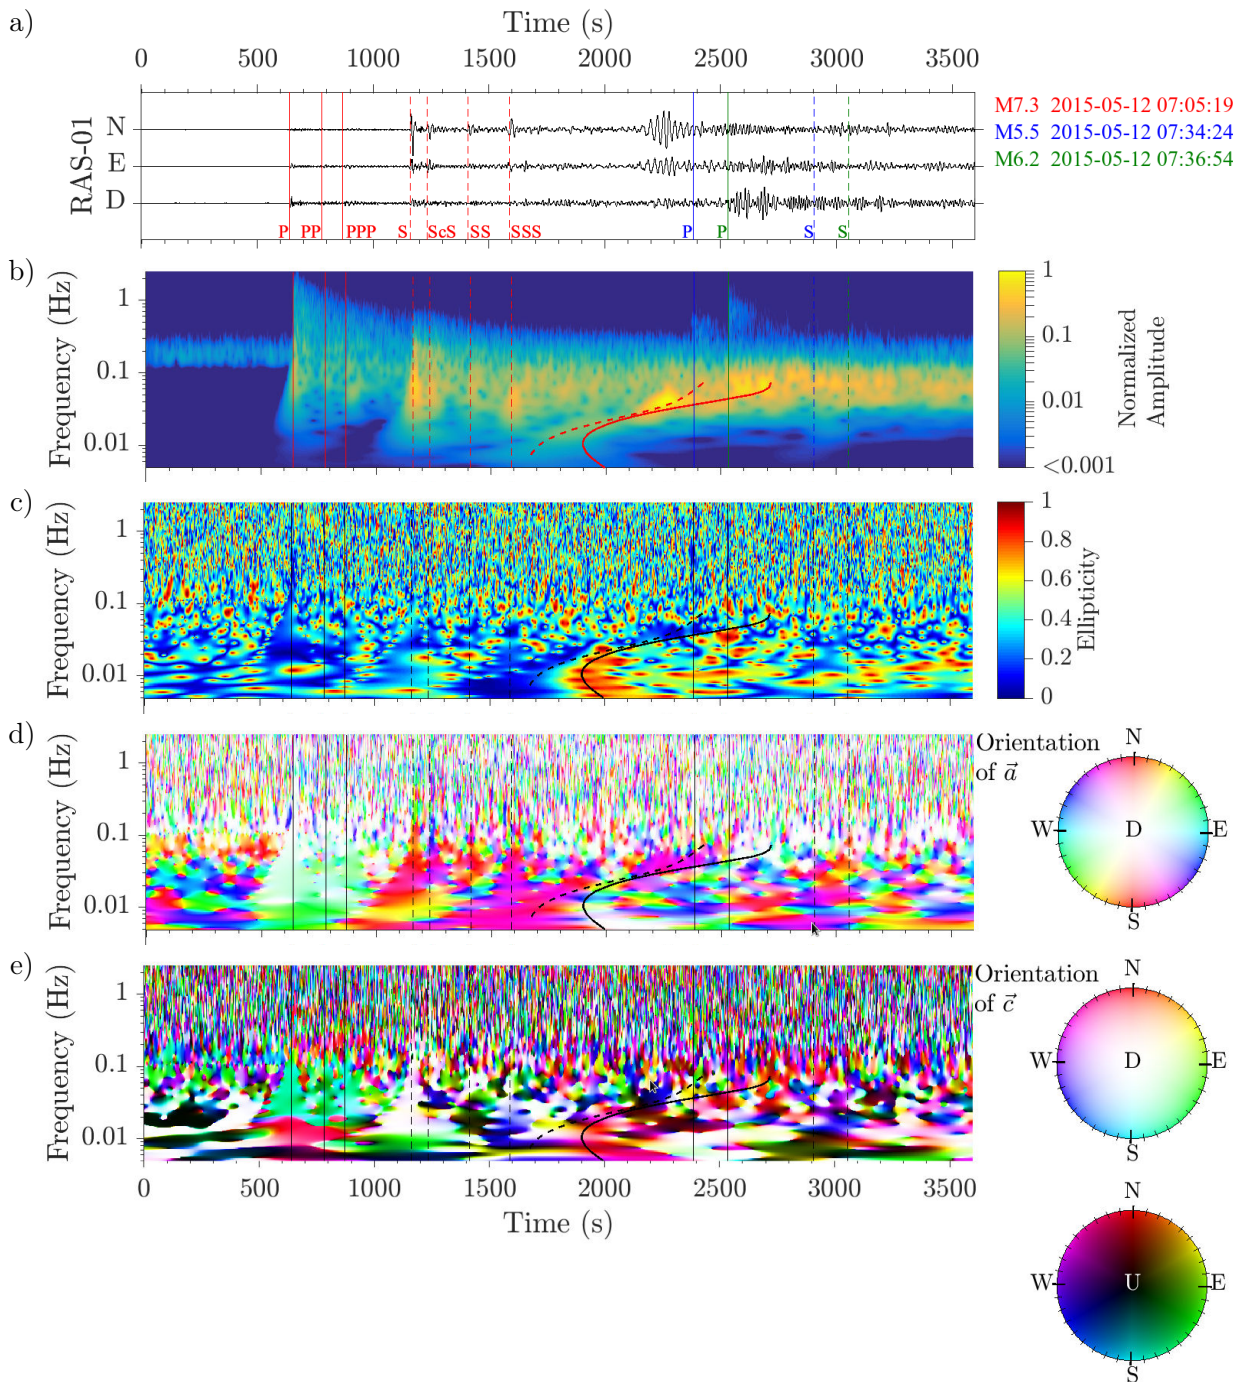 a)
Time (s)
0 500 1000 1500 2000 2500 3000 3500
RAS-01
N
E
D
P PP PPP S ScS SS SSS P P S S
M7.3 2015-05-12 07:05:19
M5.5 2015-05-12 07:34:24
M6.2 2015-05-12 07:36:54
b)
Frequency (Hz)
1
0.1
0.01
1
0.1
0.01
<0.001
Normalized
Amplitude
c)
Frequency (Hz)
1
0.1
0.01
1
0.8
0.6
0.4
0.2
0
Ellipticity
d)
Frequency (Hz)
1
0.1
0.01
Orientation
of a⃗
N
W D E
S
e)
Frequency (Hz)
1
0.1
0.01
0 500 1000 1500 2000 2500 3000 3500
Time (s)
Orientation
of c⃗
N
W D E
S
N
W U E
S